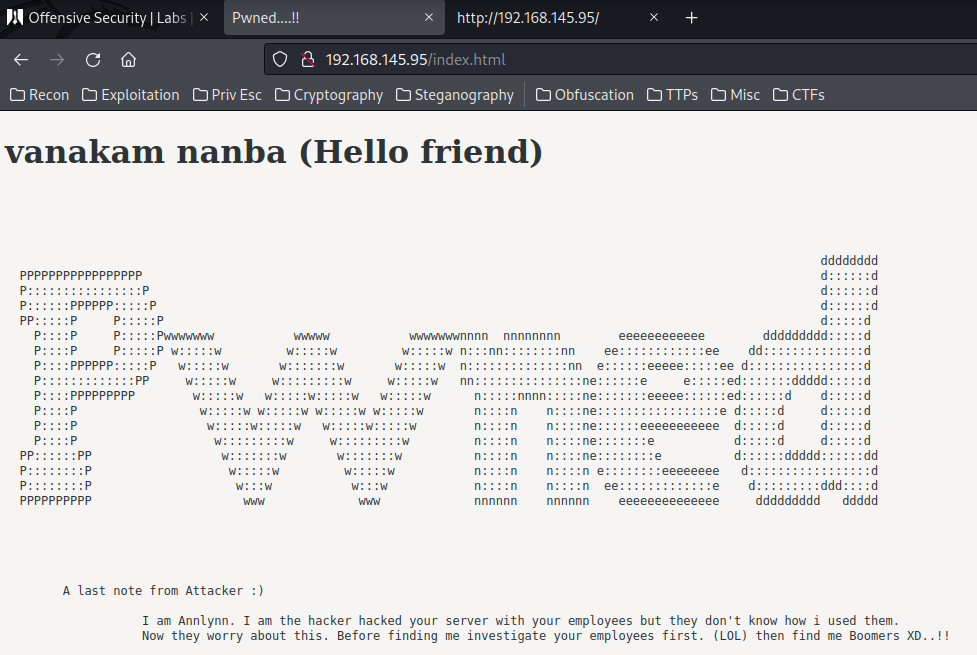 Offensive Security | Labs |
Pwned....!!
http://192.168.145.95/
192.168.145.95/index.html
Recon
Exploitation
Priv Esc
Cryptography
Steganography
Obfuscation
TTPs
Misc
CTFs
vanakam nanba (Hello friend)
                                                                                                               dddddddd
PPPPPPPPPPPPPPPPP                                                                                              d::::::d
P::::::::::::::::P                                                                                             d::::::d
P::::::PPPPPP:::::P                                                                                            d::::::d
PP:::::P     P:::::P                                                                                           d:::::d
  P::::P     P:::::Pwwwwwww           wwwww           wwwwwwwnnnn  nnnnnnnn        eeeeeeeeeeee        ddddddddd:::::d
  P::::P     P:::::P w:::::w         w:::::w         w:::::w n:::nn::::::::nn    ee::::::::::::ee    dd::::::::::::::d
  P::::PPPPPP:::::P   w:::::w       w:::::::w       w:::::w  n::::::::::::::nn  e::::::eeeee:::::ee d::::::::::::::::d
  P:::::::::::::PP     w:::::w     w:::::::::w     w:::::w   nn:::::::::::::::ne::::::e     e:::::ed:::::::ddddd:::::d
  P::::PPPPPPPPP        w:::::w   w:::::w:::::w   w:::::w      n:::::nnnn:::::ne:::::::eeeee::::::ed::::::d    d:::::d
  P::::P                 w:::::w w:::::w w:::::w w:::::w       n::::n    n::::ne:::::::::::::::::e d:::::d     d:::::d
  P::::P                  w:::::w:::::w   w:::::w:::::w        n::::n    n::::ne::::::eeeeeeeeeee  d:::::d     d:::::d
  P::::P                   w:::::::::w     w:::::::::w         n::::n    n::::ne:::::::e           d:::::d     d:::::d
PP::::::PP                  w:::::::w       w:::::::w          n::::n    n::::ne::::::::e          d::::::ddddd::::::dd
P::::::::P                   w:::::w         w:::::w           n::::n    n::::n e::::::::eeeeeeee   d:::::::::::::::::d
P::::::::P                    w:::w           w:::w            n::::n    n::::n  ee:::::::::::::e    d:::::::::ddd::::d
PPPPPPPPPP                     www             www             nnnnnn    nnnnnn    eeeeeeeeeeeeee     ddddddddd   ddddd
A last note from Attacker :)
I am Annlynn. I am the hacker hacked your server with your employees but they don't know how i used them.
Now they worry about this. Before finding me investigate your employees first. (LOL) then find me Boomers XD..!!